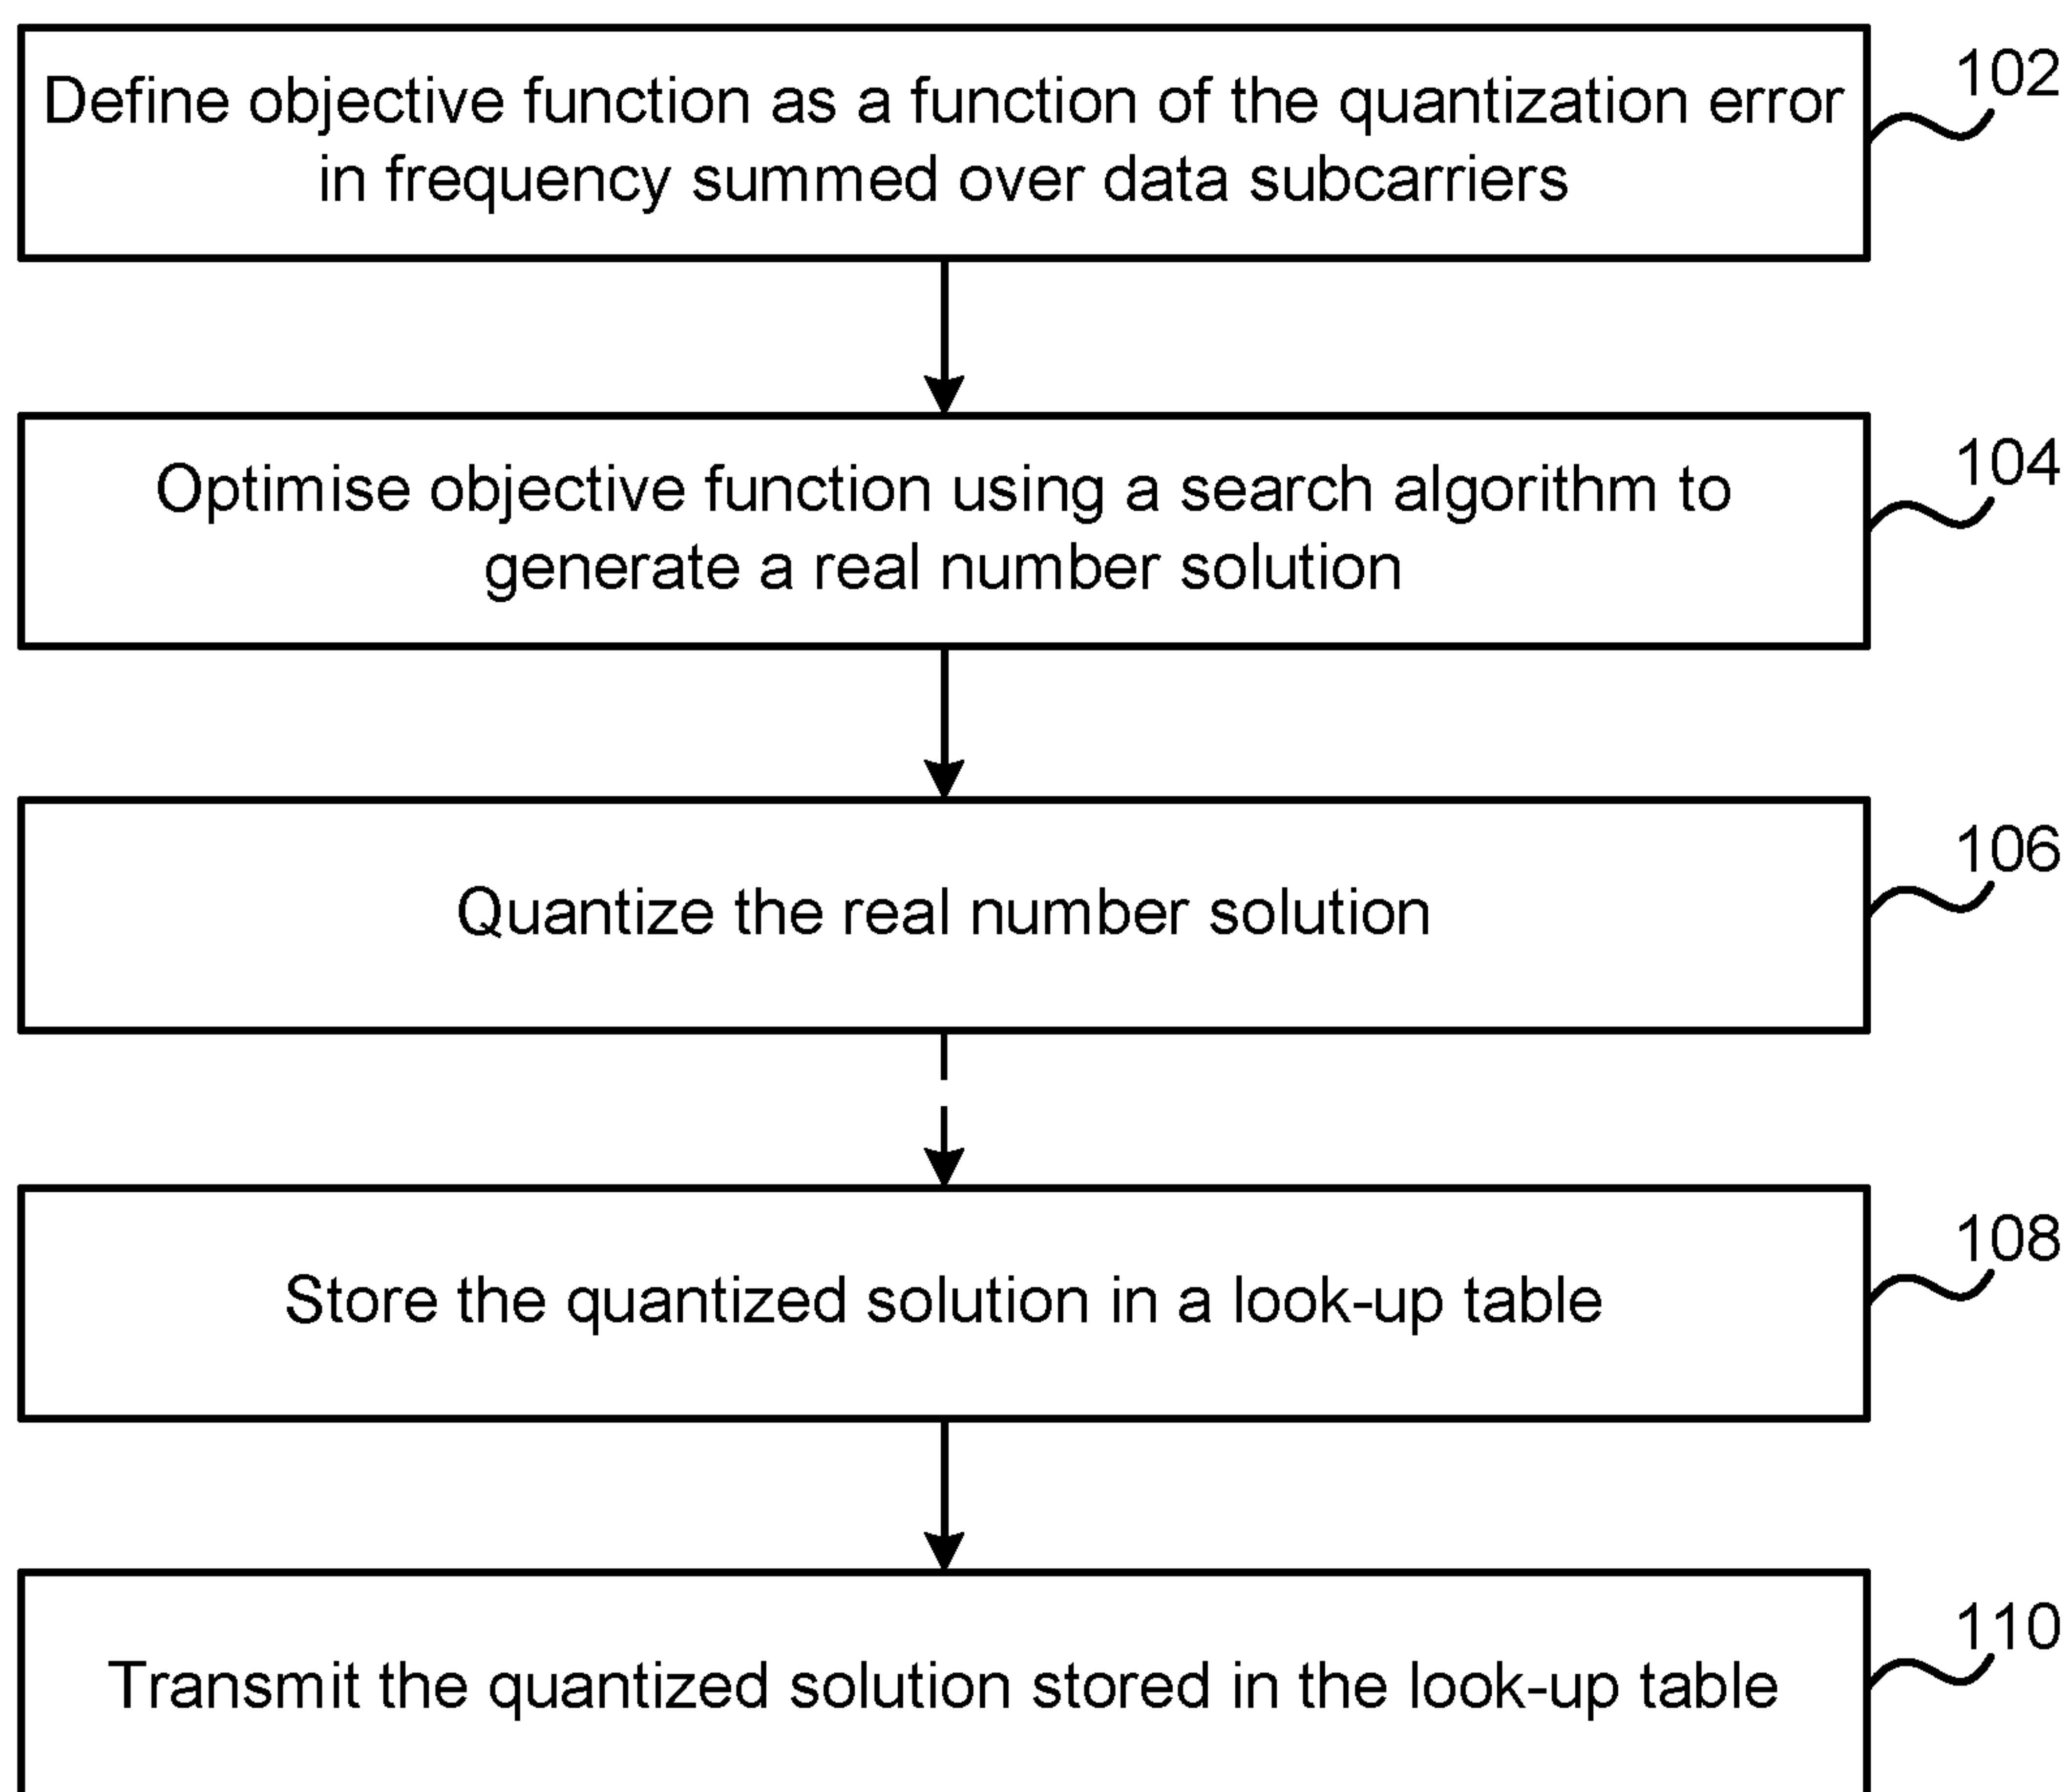 Define objective function as a function of the quantization error
in frequency summed over data subcarriers
102
Optimise objective function using a search algorithm to
generate a real number solution
104
Quantize the real number solution
106
Store the quantized solution in a look-up table
108
Transmit the quantized solution stored in the look-up table
110